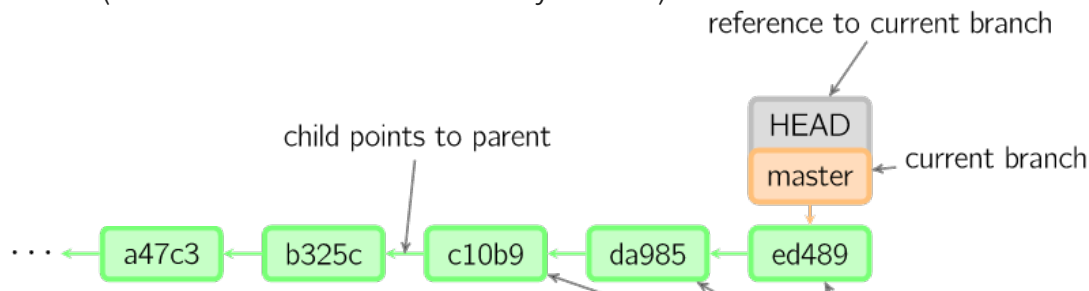 reference to current branch
HEAD
child points to parent
current branch
master
··· a47c3 b325c c10b9 da985 ed489